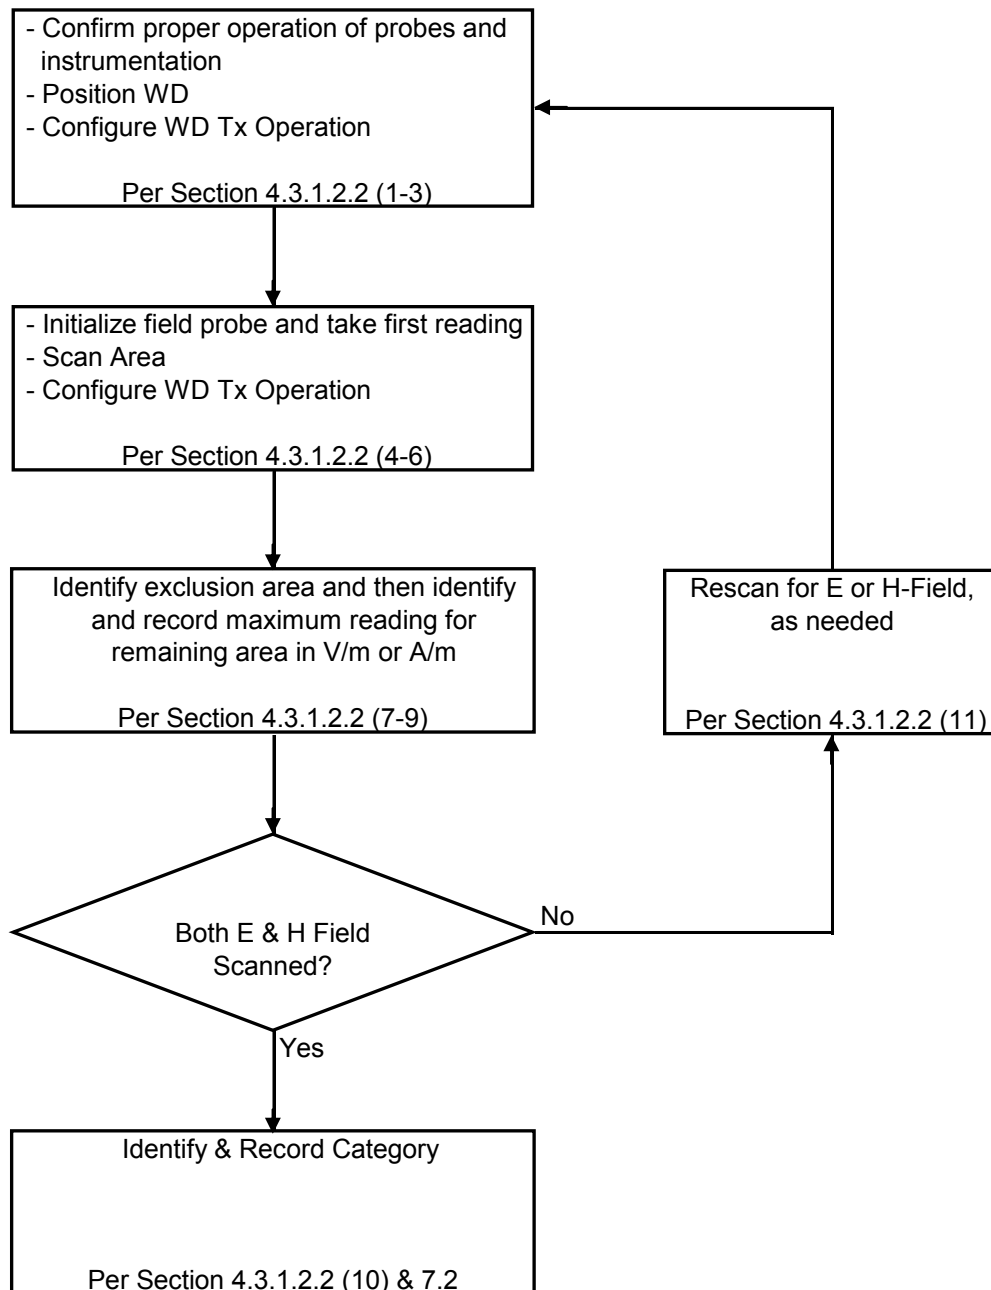 - Confirm proper operation of probes and
instrumentation
- Position WD
- Configure WD Tx Operation
Per Section 4.3.1.2.2 (1-3)
- Initialize field probe and take first reading
- Scan Area
- Configure WD Tx Operation
Per Section 4.3.1.2.2 (4-6)
Identify exclusion area and then identify
and record maximum reading for
remaining area in V/m or A/m
Per Section 4.3.1.2.2 (7-9)
Rescan for E or H-Field,
as needed
Per Section 4.3.1.2.2 (11)
Both E & H Field
Scanned?
No
Yes
Identify & Record Category
Per Section 4.3.1.2.2 (10) & 7.2